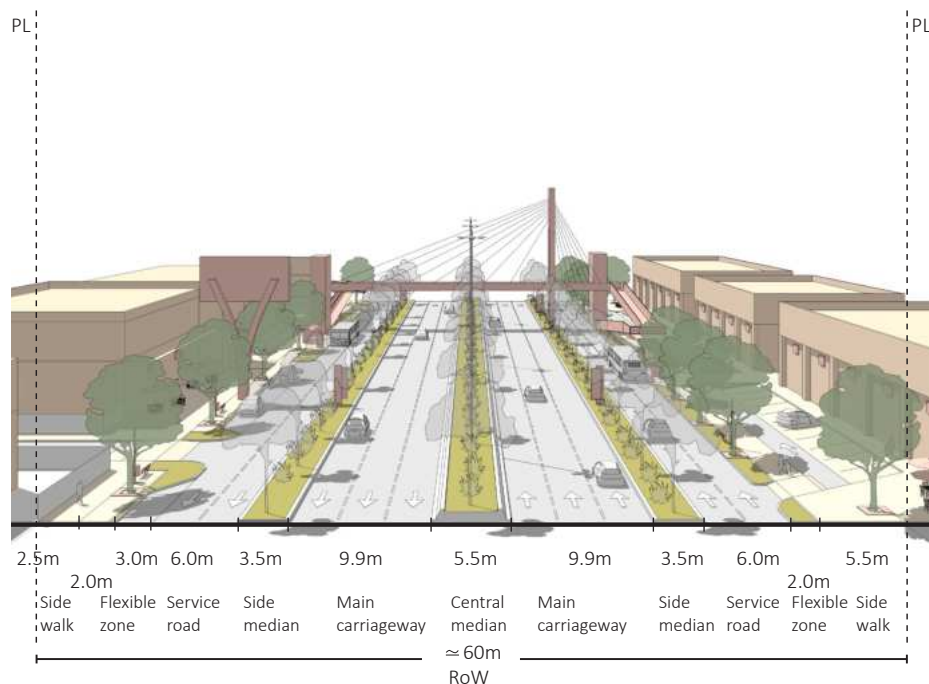 PL
PL
2.5m
2.0m
3.0m
6.0m
3.5m
9.9m
5.5m
9.9m
3.5m
6.0m
2.0m
5.5m
Side
walk
Flexible
zone
Service
road
Side
median
Main
carriageway
Central
median
Main
carriageway
Side
median
Service
road
Flexible
zone
Side
walk
≃ 60m
RoW